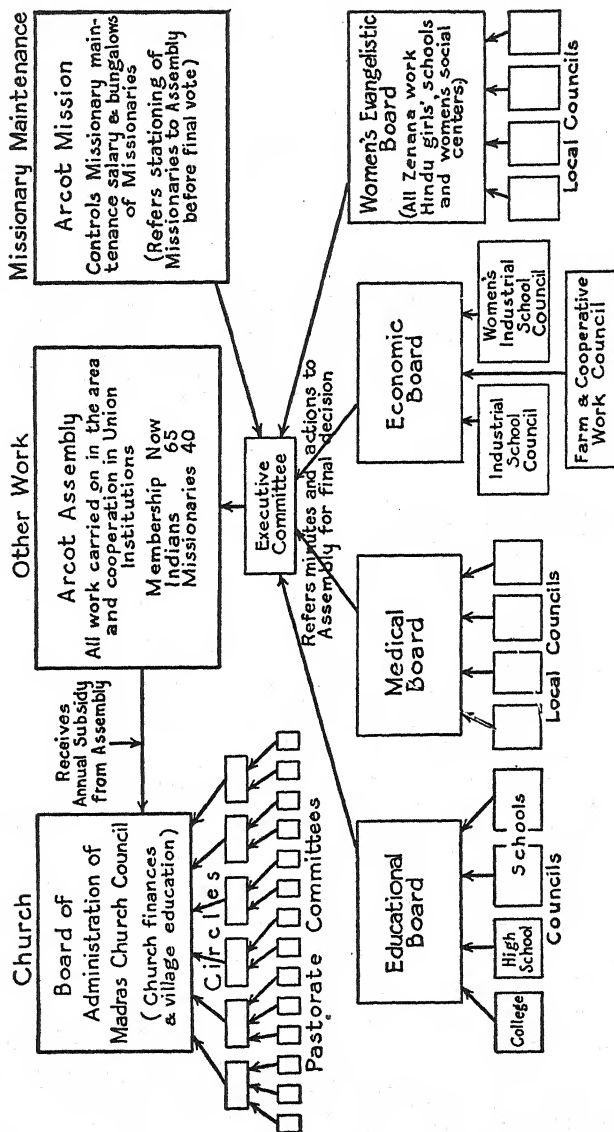 Church
Board of
Administration of
Madras Church Council
(Church finances
& village education)
Circles
Pastorate Committees
Receives
Annual Subsidy
from Assembly
Other Work
Arcot Assembly
All work carried on in the area
and cooperation in Union
Institutions
Membership Now
Indians 65
Missionaries 40
Missionary Maintenance
Arcot Mission
Controls Missionary main-
tenance salary & bungalows
of Missionaries
(Refers stationing of
Missionaries to Assembly
before final vote)
Executive
Committee
Refers minutes and actions to
Assembly for final decision
Educational
Board
College
High
School
Schools
Councils
Medical
Board
Local Councils
Economic
Board
Industrial
School
Council
Women's
Industrial
School
Council
Farm & Cooperative
Work Council
Women's Evangelistic
Board
(All Zenana work
Hindu girls' schools
and womens social
centers)
Local Councils